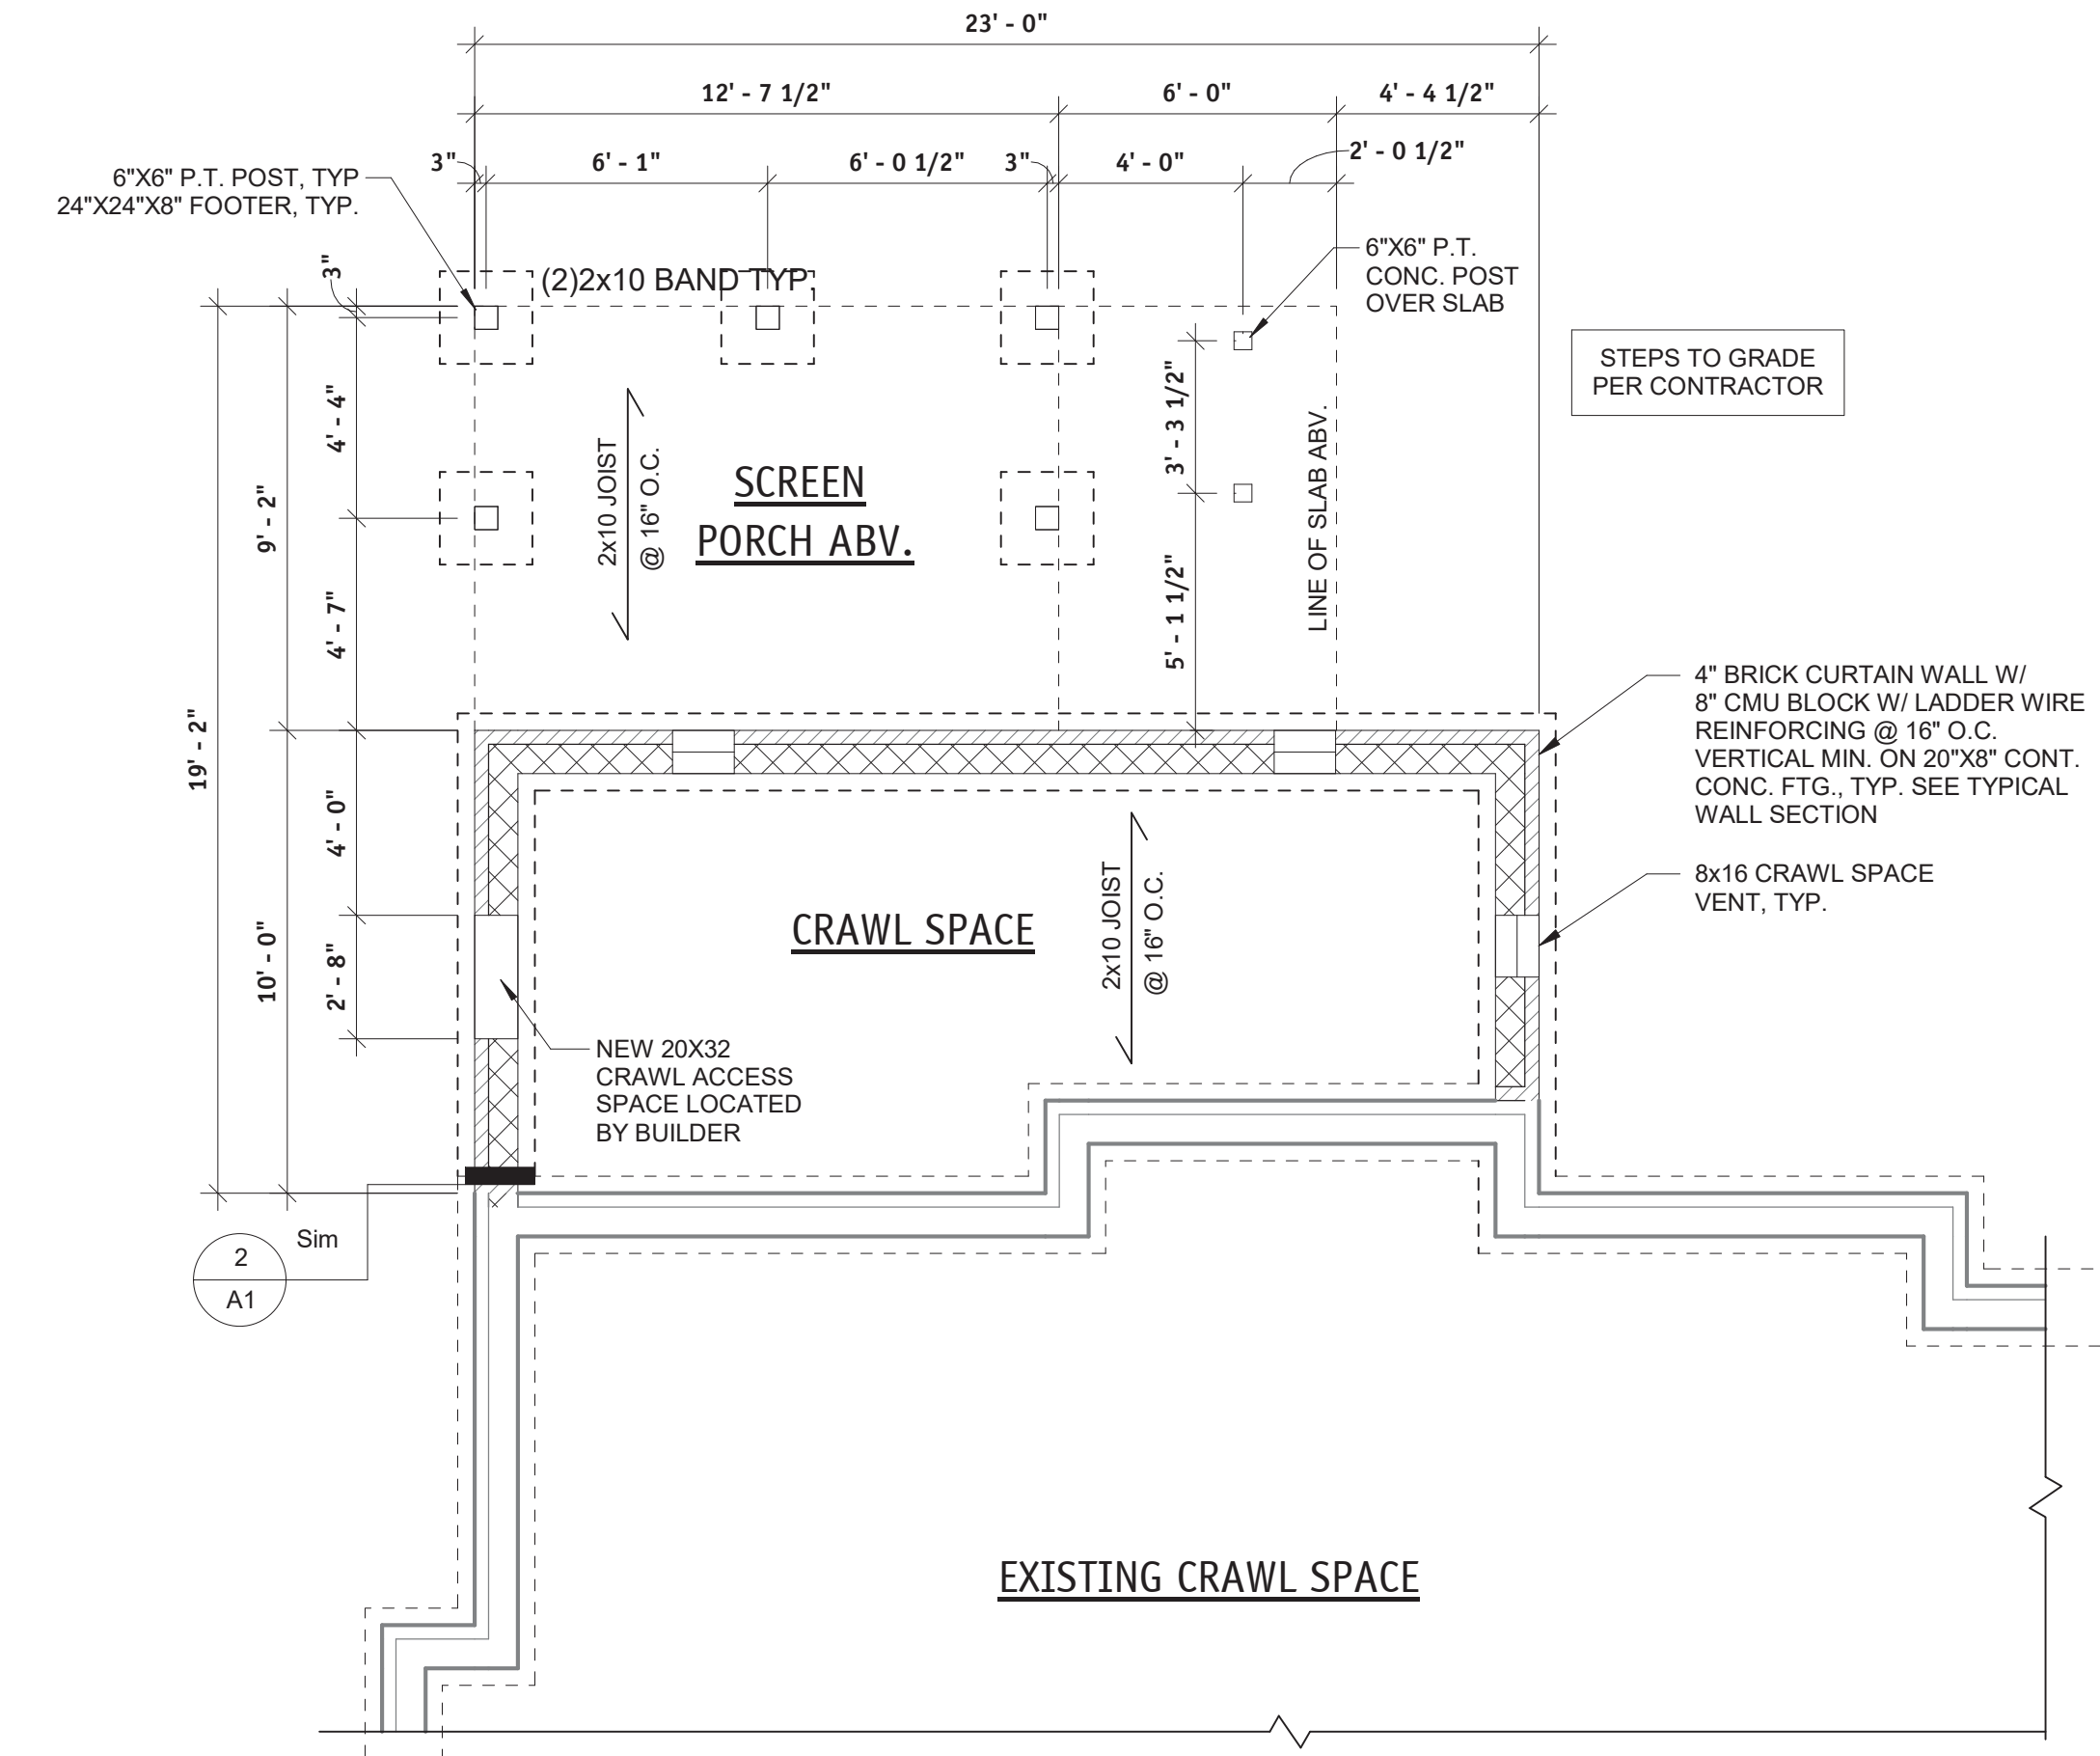 23' - 0"
12' - 7 1/2"
6' - 0"
4' - 4 1/2"
3"
6' - 1"
6' - 0 1/2"
3"
4' - 0"
2' - 0 1/2"
6"X6" P.T. POST, TYP
24"X24"X8" FOOTER, TYP.
3"
(2)2x10 BAND TYP.
6"X6" P.T.
CONC. POST
OVER SLAB
STEPS TO GRADE
PER CONTRACTOR
4' - 4"
9' - 2"
4' - 7"
19' - 2"
2x10 JOIST
@ 16" O.C.
SCREEN
PORCH ABV.
3' - 3 1/2"
5' - 1 1/2"
LINE OF SLAB ABV.
4" BRICK CURTAIN WALL W/
8" CMU BLOCK W/ LADDER WIRE
REINFORCING @ 16" O.C.
VERTICAL MIN. ON 20"X8" CONT.
CONC. FTG., TYP. SEE TYPICAL
WALL SECTION
8x16 CRAWL SPACE
VENT, TYP.
4' - 0"
10' - 0"
2' - 8"
CRAWL SPACE
2x10 JOIST
@ 16" O.C.
NEW 20X32
CRAWL ACCESS
SPACE LOCATED
BY BUILDER
Sim
2
A1
EXISTING CRAWL SPACE